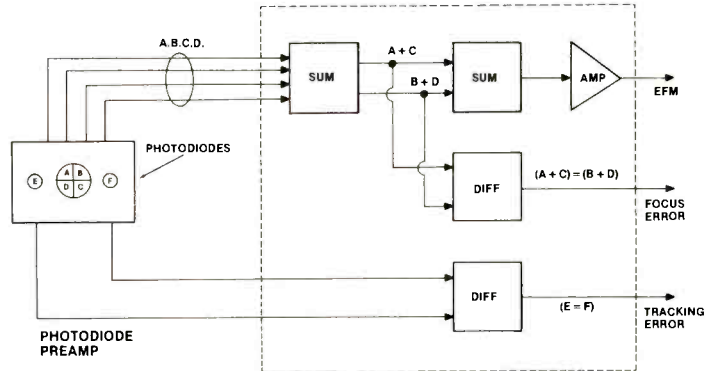 A.B.C.D.
SUM
A + C
B + D
SUM
AMP
EFM
PHOTODIODES
E
A B
D C
F
DIFF
(A + C) = (B + D)
FOCUS
ERROR
DIFF
(E = F)
TRACKING
ERROR
PHOTODIODE
PREAMP